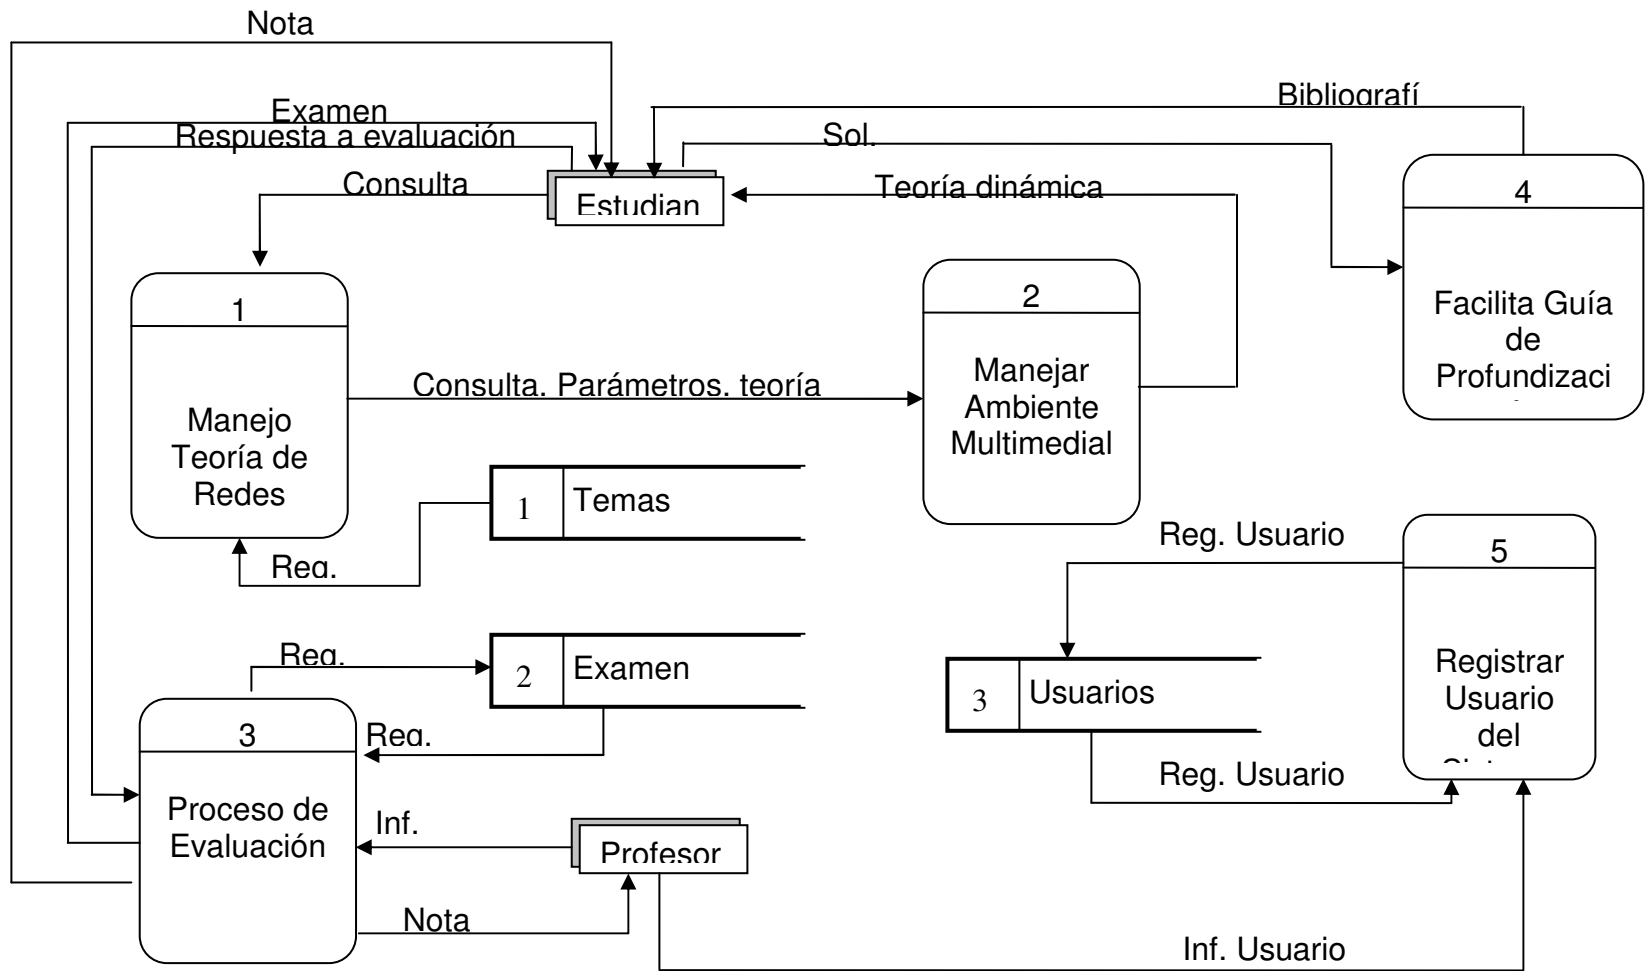 Nota
Examen
Respuesta a evaluación
Bibliografí
Sol.
Consulta
Estudian
Teoría dinámica
4
Facilita Guía
de
Profundizaci
1
Manejo
Teoría de
Redes
2
Manejar
Ambiente
Multimedial
Consulta. Parámetros. teoría
1 Temas
Reg.
Reg. Usuario
5
Registrar
Usuario
del
Reg.
2 Examen
3 Usuarios
3
Proceso de
Evaluación
Reg.
Reg. Usuario
Inf.
Profesor
Nota
Inf. Usuario